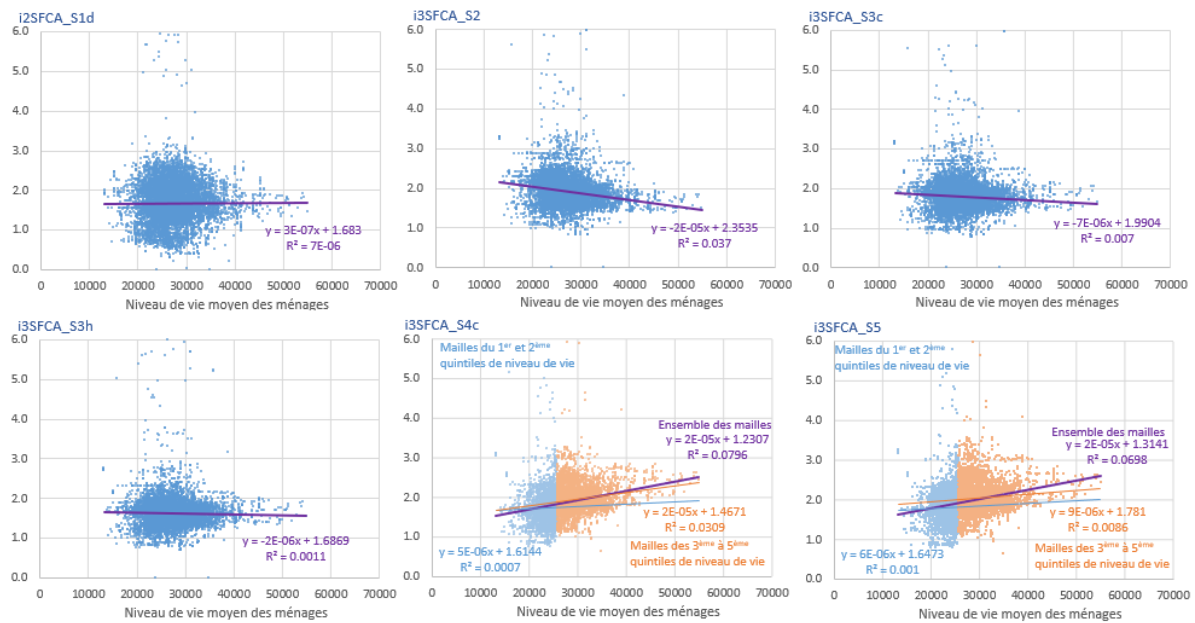 i2SFCA_S1d
6.0
5.0
4.0
3.0
2.0
1.0
0.0
0 10000 20000 30000 40000 50000 60000 70000
y = 3E-07x + 1.683
R² = 7E-06
Niveau de vie moyen des ménages
i3SFCA_S2
6.0
5.0
4.0
3.0
2.0
1.0
0.0
0 10000 20000 30000 40000 50000 60000 70000
y = -2E-05x + 2.3535
R² = 0.037
Niveau de vie moyen des ménages
i3SFCA_S3c
6.0
5.0
4.0
3.0
2.0
1.0
0.0
0 10000 20000 30000 40000 50000 60000 70000
y = -7E-06x + 1.9904
R² = 0.007
Niveau de vie moyen des ménages
i3SFCA_S3h
6.0
5.0
4.0
3.0
2.0
1.0
0.0
0 10000 20000 30000 40000 50000 60000 70000
y = -2E-06x + 1.6869
R² = 0.0011
Niveau de vie moyen des ménages
i3SFCA_S4c
Mailles du 1er et 2ème
quintiles de niveau de vie
6.0
5.0
4.0
3.0
2.0
1.0
0.0
0 10000 20000 30000 40000 50000 60000 70000
Ensemble des mailles
y = 2E-05x + 1.2307
R² = 0.0796
y = 2E-05x + 1.4671
R² = 0.0309
Mailles des 3ème à 5ème
quintiles de niveau de vie
y = 5E-06x + 1.6144
R² = 0.0007
Niveau de vie moyen des ménages
i3SFCA_S5
Mailles du 1er et 2ème
quintiles de niveau de vie
6.0
5.0
4.0
3.0
2.0
1.0
0.0
0 10000 20000 30000 40000 50000 60000 70000
Ensemble des mailles
y = 2E-05x + 1.3141
R² = 0.0698
y = 9E-06x + 1.781
R² = 0.0086
Mailles des 3ème à 5ème
quintiles de niveau de vie
y = 6E-06x + 1.6473
R² = 0.001
Niveau de vie moyen des ménages